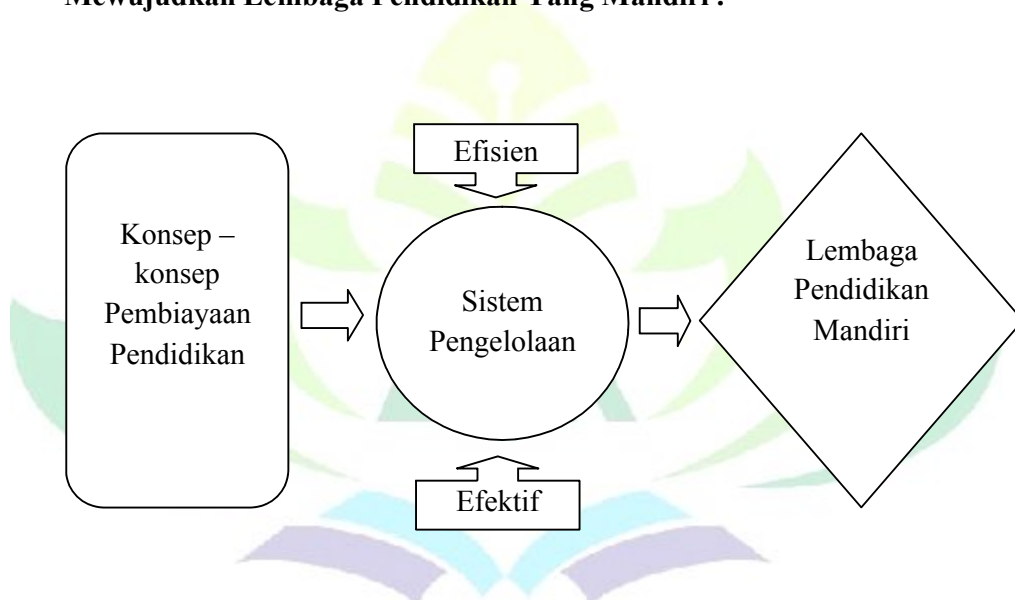 Mewujudkan Lembaga Pendidikan Yang Mandiri.
Efisien
Konsep –
konsep
Pembiayaan
Pendidikan
Sistem
Pengelolaan
Lembaga
Pendidikan
Mandiri
Efektif